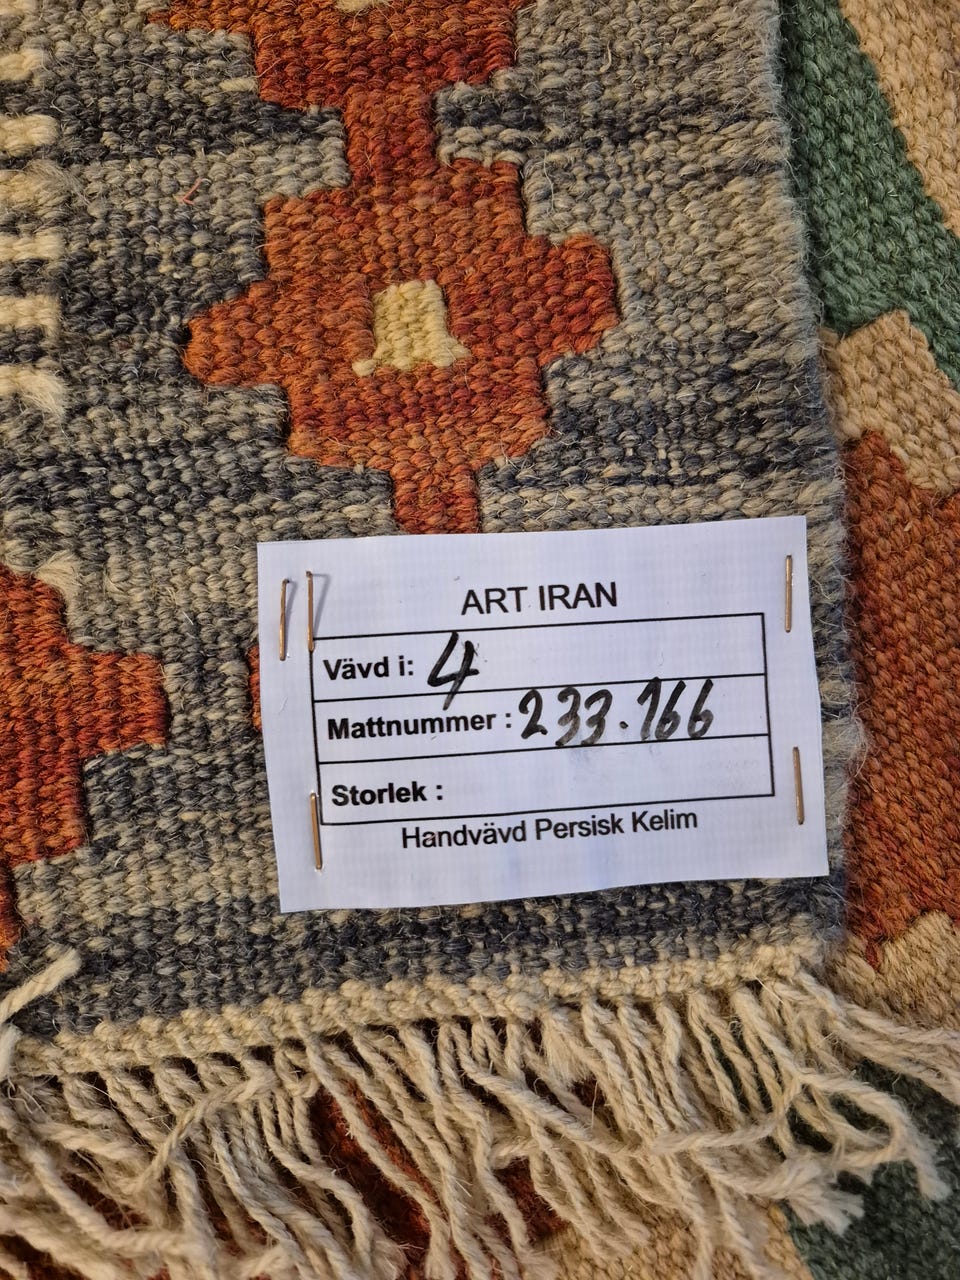 ART IRAN
Vävd i: 4
Mattnummer : 233.166
Storlek :
Handvävd Persisk Kelim